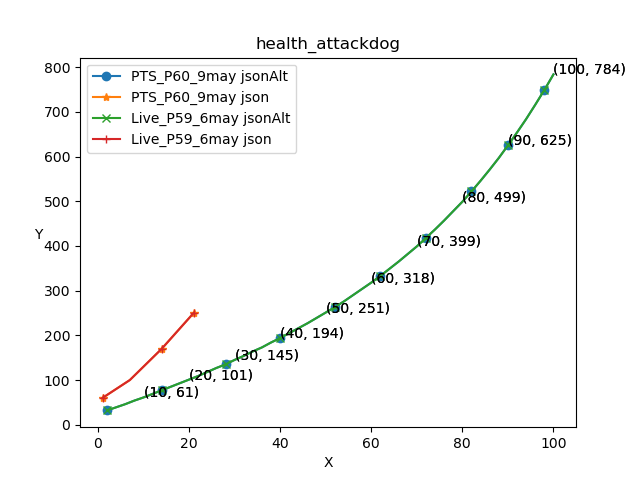 health_attackdog
PTS_P60_9may jsonAlt
PTS_P60_9may json
Live_P59_6may jsonAlt
Live_P59_6may json
800
700
600
500
400
300
200
100
0
Y
(100, 784)
(90, 625)
(80, 499)
(70, 399)
(60, 318)
(50, 251)
(40, 194)
(30, 145)
(20, 101)
(10, 61)
0 20 40 60 80 100
X